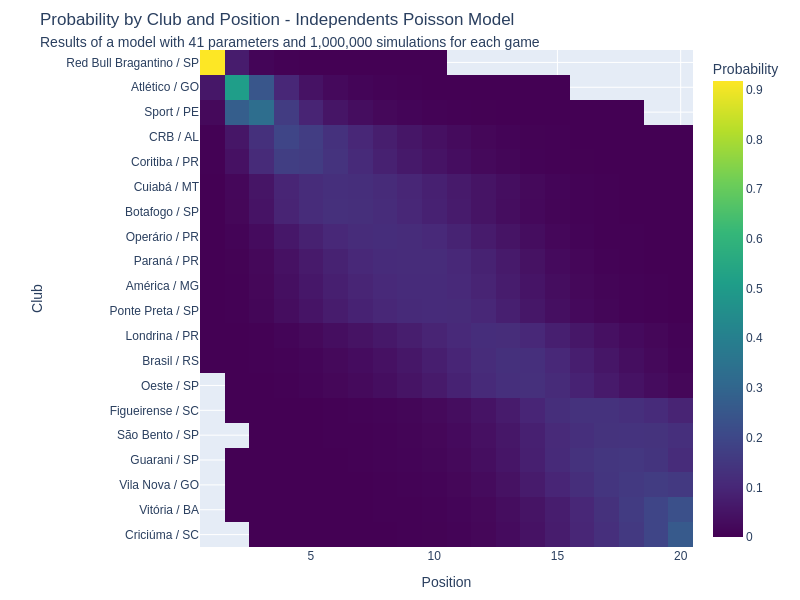 Probability by Club and Position - Independents Poisson Model
Results of a model with 41 parameters and 1,000,000 simulations for each game
Probability
Red Bull Bragantino / SP
Atlético / GO
Sport / PE
CRB / AL
Coritiba / PR
Cuiabá / MT
Botafogo / SP
Operário / PR
Paraná / PR
América / MG
Ponte Preta / SP
Londrina / PR
Brasil / RS
Oeste / SP
Figueirense / SC
São Bento / SP
Guarani / SP
Vila Nova / GO
Vitória / BA
Criciúma / SC
Club
5
10
15
20
Position
0.9
0.8
0.7
0.6
0.5
0.4
0.3
0.2
0.1
0